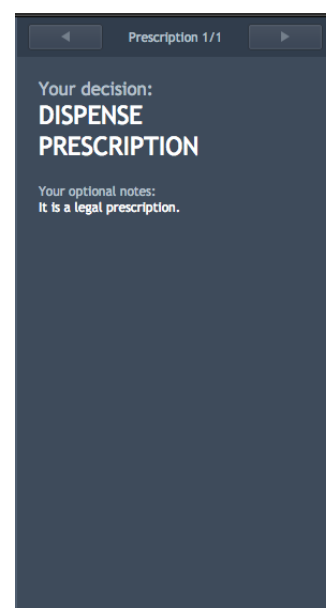 Prescription 1/1
Your decision:
DISPENSE
PRESCRIPTION
Your optional notes:
It is a legal prescription.